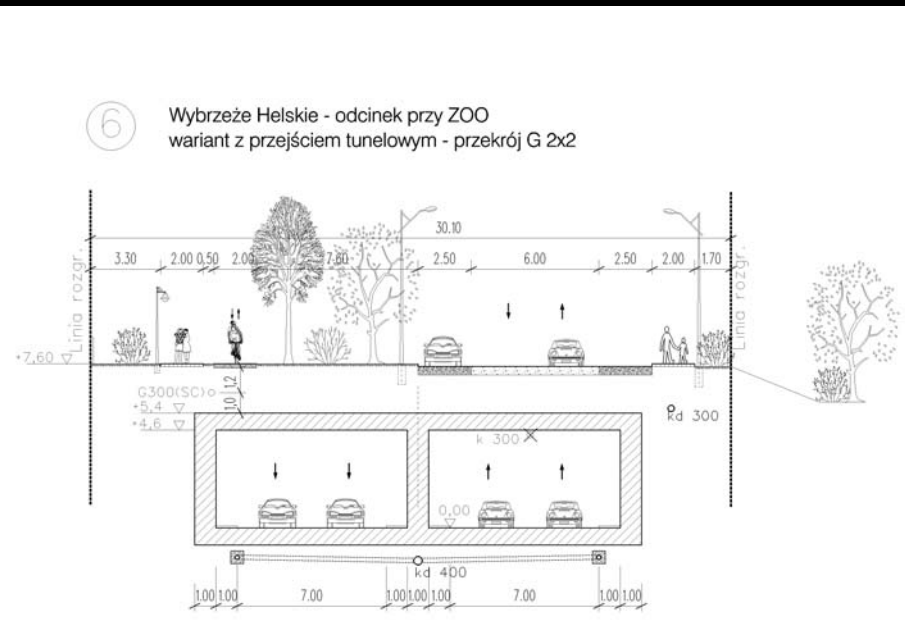 6
Wybrzeże Helskie - odcinek przy ZOO
wariant z przejściem tunelowym - przekrój G 2x2
30.10
3.30 2.00 0.50 2.00 7.60 2.50 6.00 2.50 2.00 1.70
Linia rozgr.
Linia rozgr.
+7,60
1,2
G300(SC)
1,0
+5,4
+4,6
kd 300
k 300
0,00
kd 400
1.00 1.00 7.00 1.00 1.00 1.00 7.00 1.00 1.00